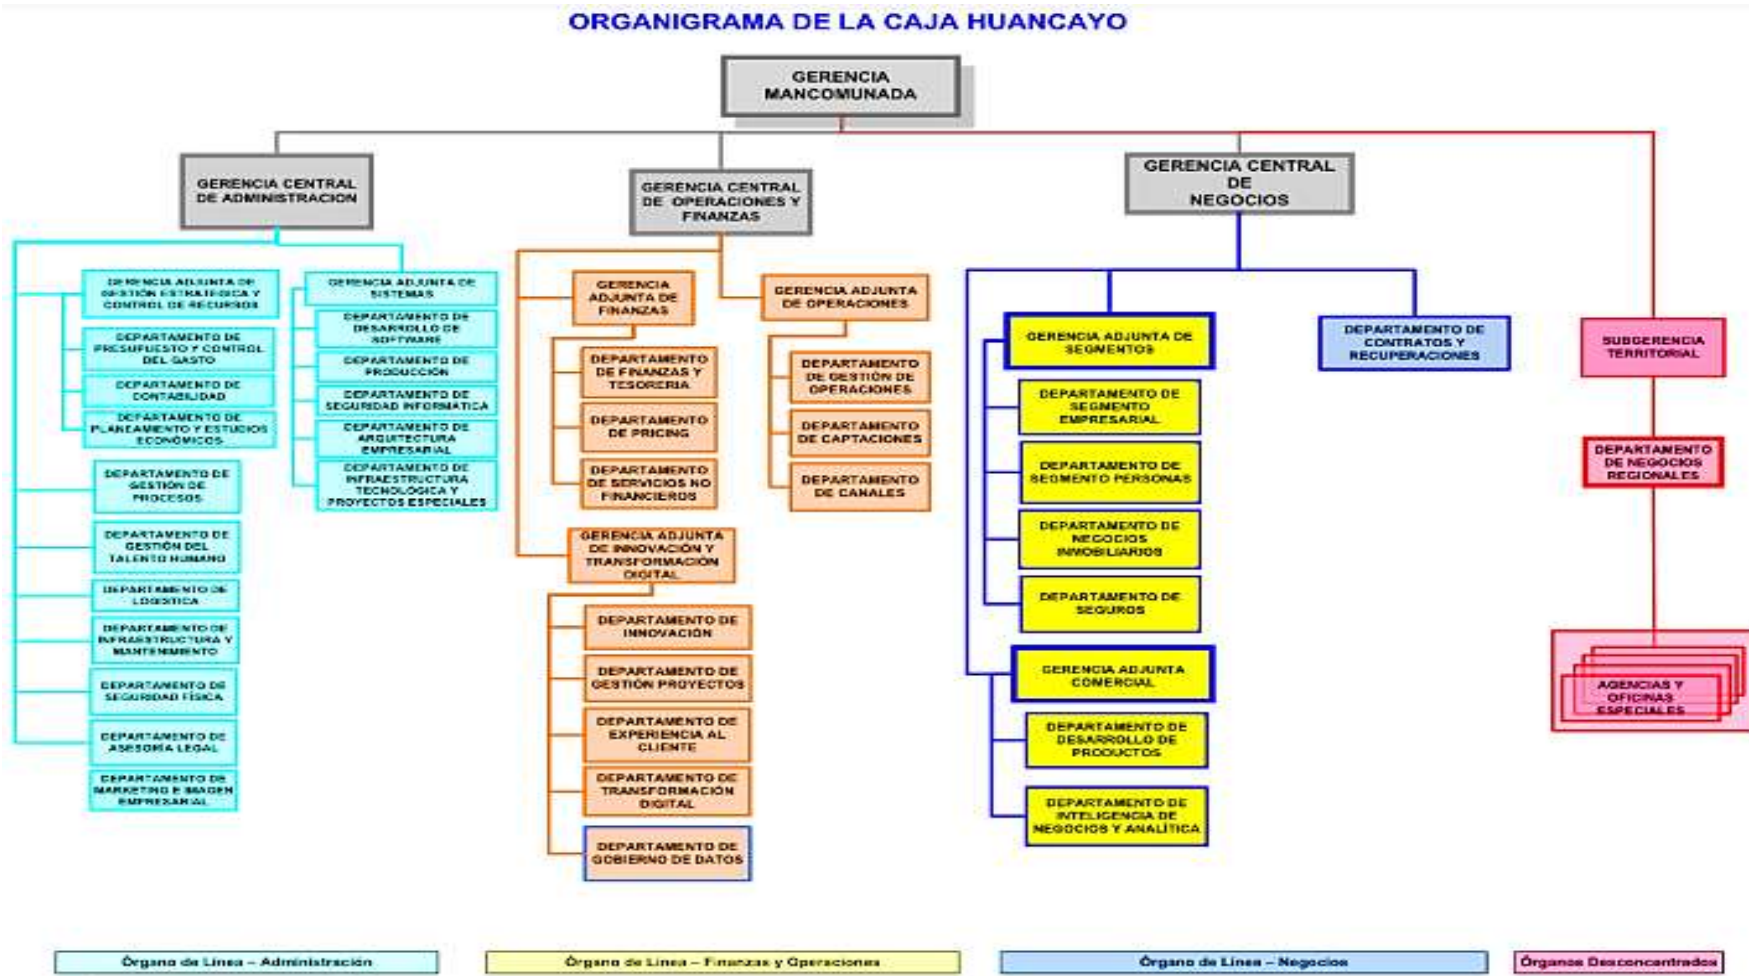 ORGANIGRAMA DE LA CAJA HUANCAYO
GERENCIA
MANCOMUNADA
GERENCIA CENTRAL
DE ADMINISTRACION
GERENCIA CENTRAL
DE OPERACIONES Y
FINANZAS
GERENCIA CENTRAL
DE
NEGOCIOS
GERENCIA ADJUNTA DE
GESTIÓN ESTRATÉGICA Y
CONTROL DE RECURSOS
DEPARTAMENTO DE
PRESUPUESTO Y CONTROL
DEL GASTO
DEPARTAMENTO DE
CONTABILIDAD
DEPARTAMENTO DE
PLANEAMIENTO Y ESTUDIOS
ECONÓMICOS
DEPARTAMENTO DE
GESTIÓN DE
PROCESOS
DEPARTAMENTO DE
GESTIÓN DEL
TALENTO HUMANO
DEPARTAMENTO DE
LOGISTICA
DEPARTAMENTO DE
INFRAESTRUCTURA Y
MANTENIMIENTO
DEPARTAMENTO DE
SEGURIDAD FÍSICA
DEPARTAMENTO DE
ASESORÍA LEGAL
DEPARTAMENTO DE
MARKETING E IMAGEN
EMPRESARIAL
GERENCIA ADJUNTA DE
SISTEMAS
DEPARTAMENTO DE
DESARROLLO DE
SOFTWARE
DEPARTAMENTO DE
PRODUCCIÓN
DEPARTAMENTO DE
SEGURIDAD INFORMÁTICA
DEPARTAMENTO DE
ARQUITECTURA
EMPRESARIAL
DEPARTAMENTO DE
INFRAESTRUCTURA
TECNOLÓGICA Y
PROYECTOS ESPECIALES
GERENCIA
ADJUNTA DE
FINANZAS
DEPARTAMENTO
DE FINANZAS Y
TESORERIA
DEPARTAMENTO
DE PRICING
DEPARTAMENTO
DE SERVICIOS NO
FINANCIEROS
GERENCIA ADJUNTA
DE OPERACIONES
DEPARTAMENTO
DE GESTIÓN DE
OPERACIONES
DEPARTAMENTO
DE CAPTACIONES
DEPARTAMENTO
DE CANALES
GERENCIA ADJUNTA
DE INNOVACIÓN Y
TRANSFORMACIÓN
DIGITAL
DEPARTAMENTO DE
INNOVACIÓN
DEPARTAMENTO DE
GESTIÓN PROYECTOS
DEPARTAMENTO DE
EXPERIENCIA AL
CLIENTE
DEPARTAMENTO DE
TRANSFORMACIÓN
DIGITAL
DEPARTAMENTO DE
GOBIERNO DE DATOS
GERENCIA ADJUNTA DE
SEGMENTOS
DEPARTAMENTO DE
SEGMENTO
EMPRESARIAL
DEPARTAMENTO DE
SEGMENTO PERSONAS
DEPARTAMENTO DE
NEGOCIOS
INMOBILIARIOS
DEPARTAMENTO DE
SEGUROS
GERENCIA ADJUNTA
COMERCIAL
DEPARTAMENTO DE
DESARROLLO DE
PRODUCTOS
DEPARTAMENTO DE
INTELIGENCIA DE
NEGOCIOS Y ANALÍTICA
DEPARTAMENTO DE
CONTRATOS Y
RECUPERACIONES
SUBGERENCIA
TERRITORIAL
DEPARTAMENTO
DE NEGOCIOS
REGIONALES
AGENCIAS Y
OFICINAS
ESPECIALES
Órgano de Línea – Administración
Órgano de Línea – Finanzas y Operaciones
Órgano de Línea – Negocios
Órganos Desconcentrados